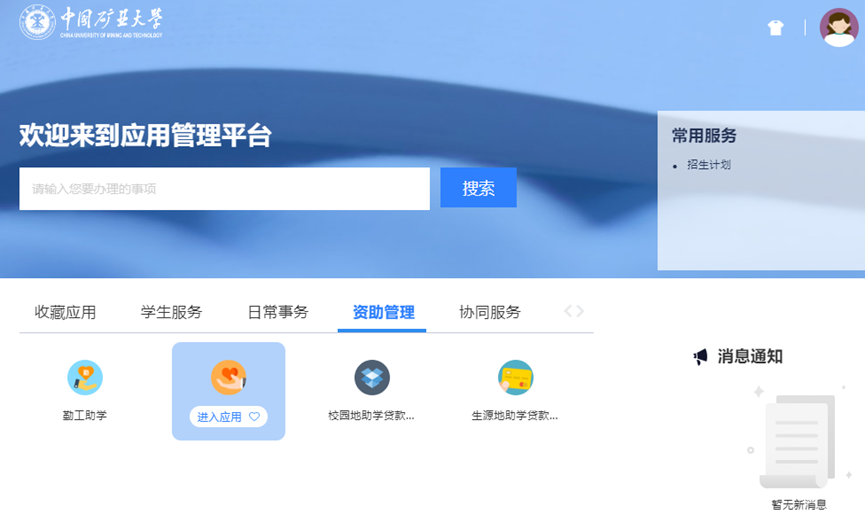 中国矿业大学
CHINA UNIVERSITY OF MINING AND TECHNOLOGY
欢迎来到应用管理平台
请输入您要办理的事项
搜索
常用服务
招生计划
收藏应用 学生服务 日常事务 资助管理 协同服务
勤工助学 进入应用 校园地助学贷款... 生源地助学贷款...
消息通知
暂无新消息